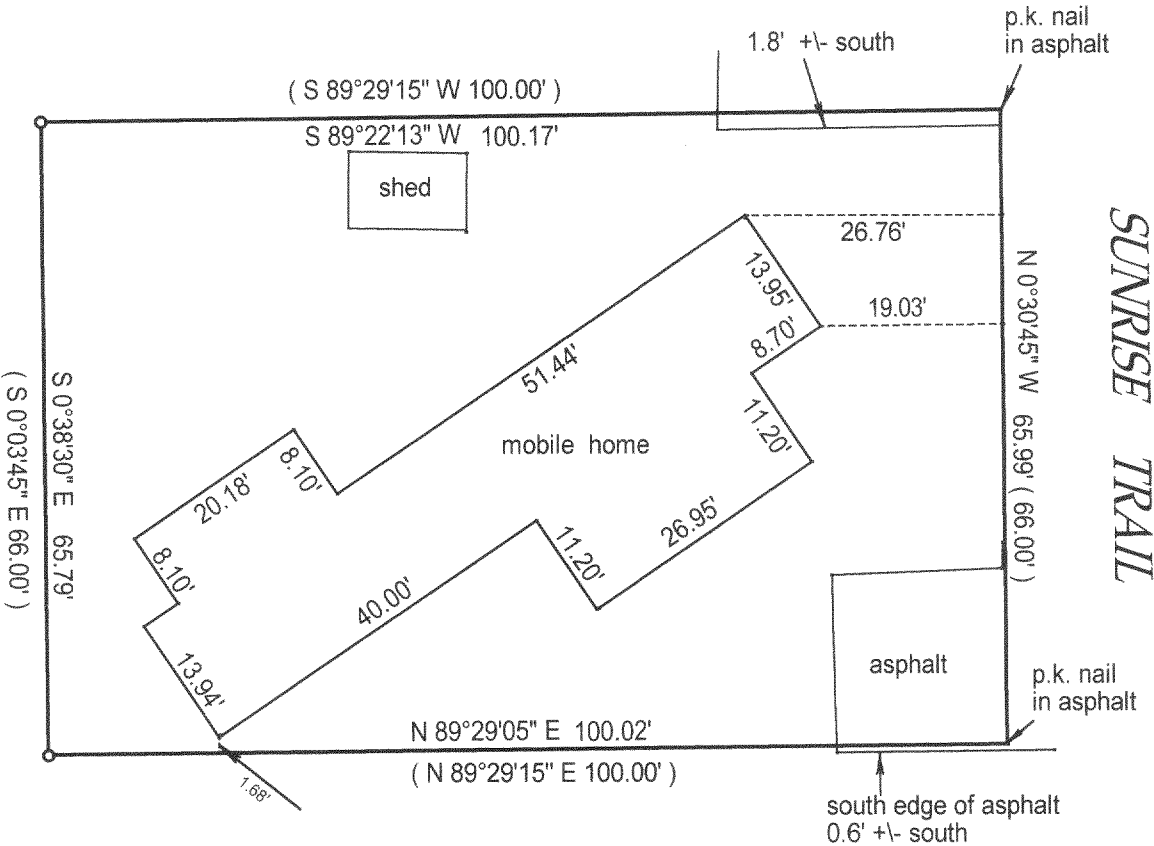 p.k. nail
in asphalt
1.8' +\- south
( S 89°29'15" W 100.00' )
S 89°22'13" W 100.17'
shed
26.76'
13.95'
19.03'
8.70'
51.44'
11.20'
mobile home
8.10'
20.18'
26.95'
11.20'
8.10'
40.00'
13.94'
N 0°30'45" W 65.99' ( 66.00' )
SUNRISE TRAIL
S 0°38'30" E 65.79'
( S 0°03'45" E 66.00' )
asphalt
p.k. nail
in asphalt
N 89°29'05" E 100.02'
( N 89°29'15" E 100.00' )
1.68'
south edge of asphalt
0.6' +\- south